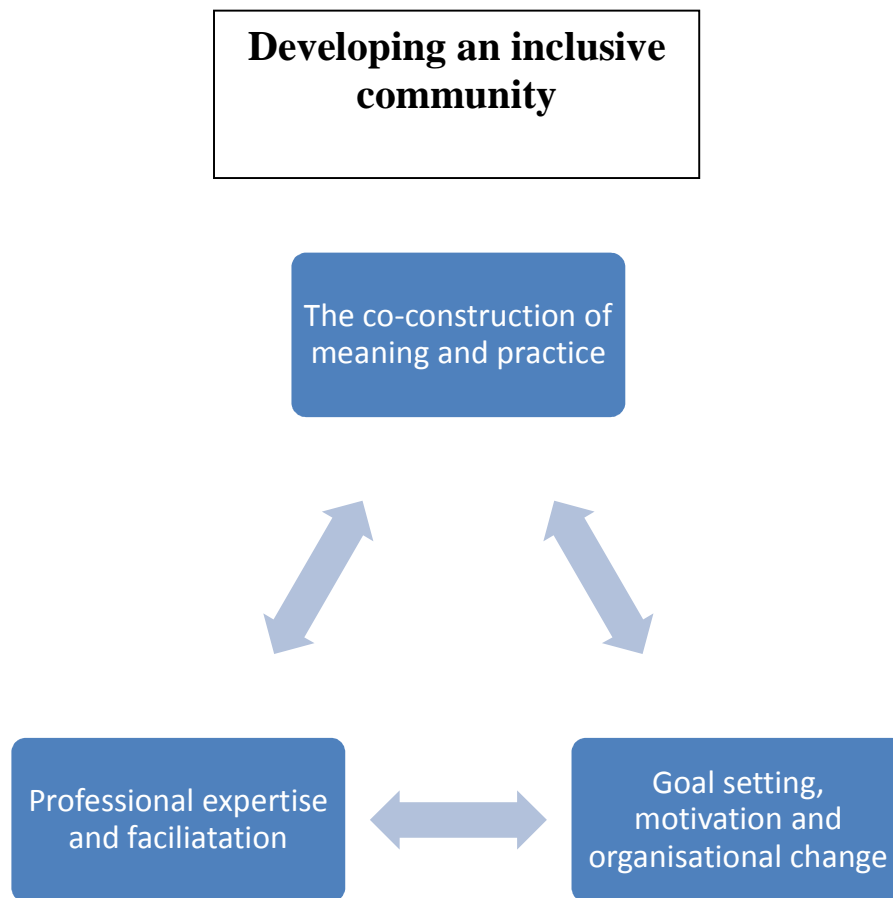 Developing an inclusive
community
The co-construction of
meaning and practice
Professional expertise
and faciliatation
Goal setting,
motivation and
organisational change